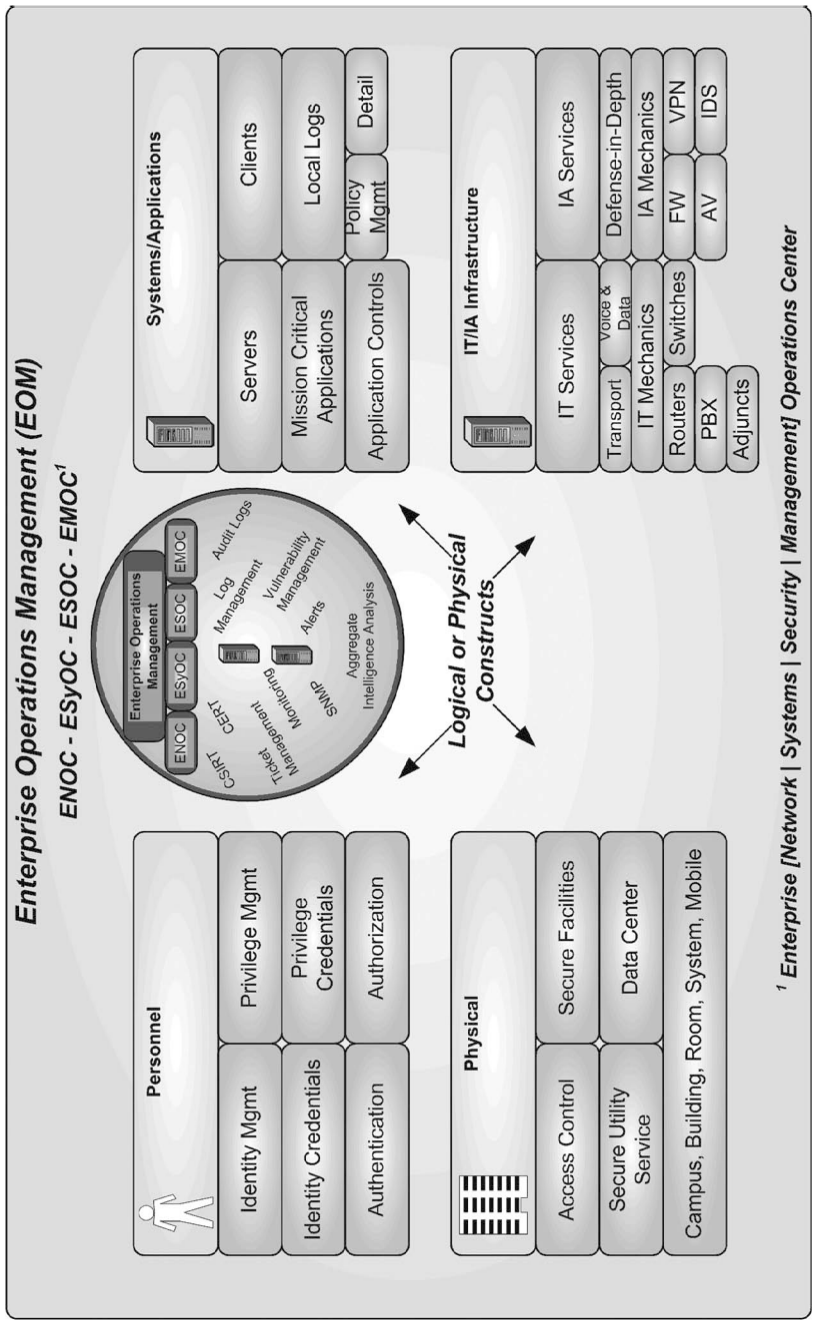 Enterprise Operations Management (EOM)
ENOC - ESyOC - ESOC - EMOC¹
Personnel
Identity Mgmt
Privilege Mgmt
Identity Credentials
Privilege
Credentials
Authentication
Authorization
Enterprise Operations
Management
ENOC
ESyOC
ESOC
EMOC
CSIRT
CERT
Log
Management
Audit Logs
Ticket
Management
Monitoring
SNMP
Alerts
Vulnerability
Management
Aggregate
Intelligence Analysis
Systems/Applications
Servers
Clients
Mission Critical
Applications
Local Logs
Application Controls
Policy
Mgmt
Detail
Logical or Physical
Constructs
Physical
Access Control
Secure Facilities
Secure Utility
Service
Data Center
Campus, Building, Room, System, Mobile
IT/IA Infrastructure
IT Services
IA Services
Transport
Voice &
Data
Defense-in-Depth
IT Mechanics
IA Mechanics
Routers
Switches
FW
VPN
PBX
AV
IDS
Adjuncts
¹ Enterprise [Network | Systems | Security | Management] Operations Center